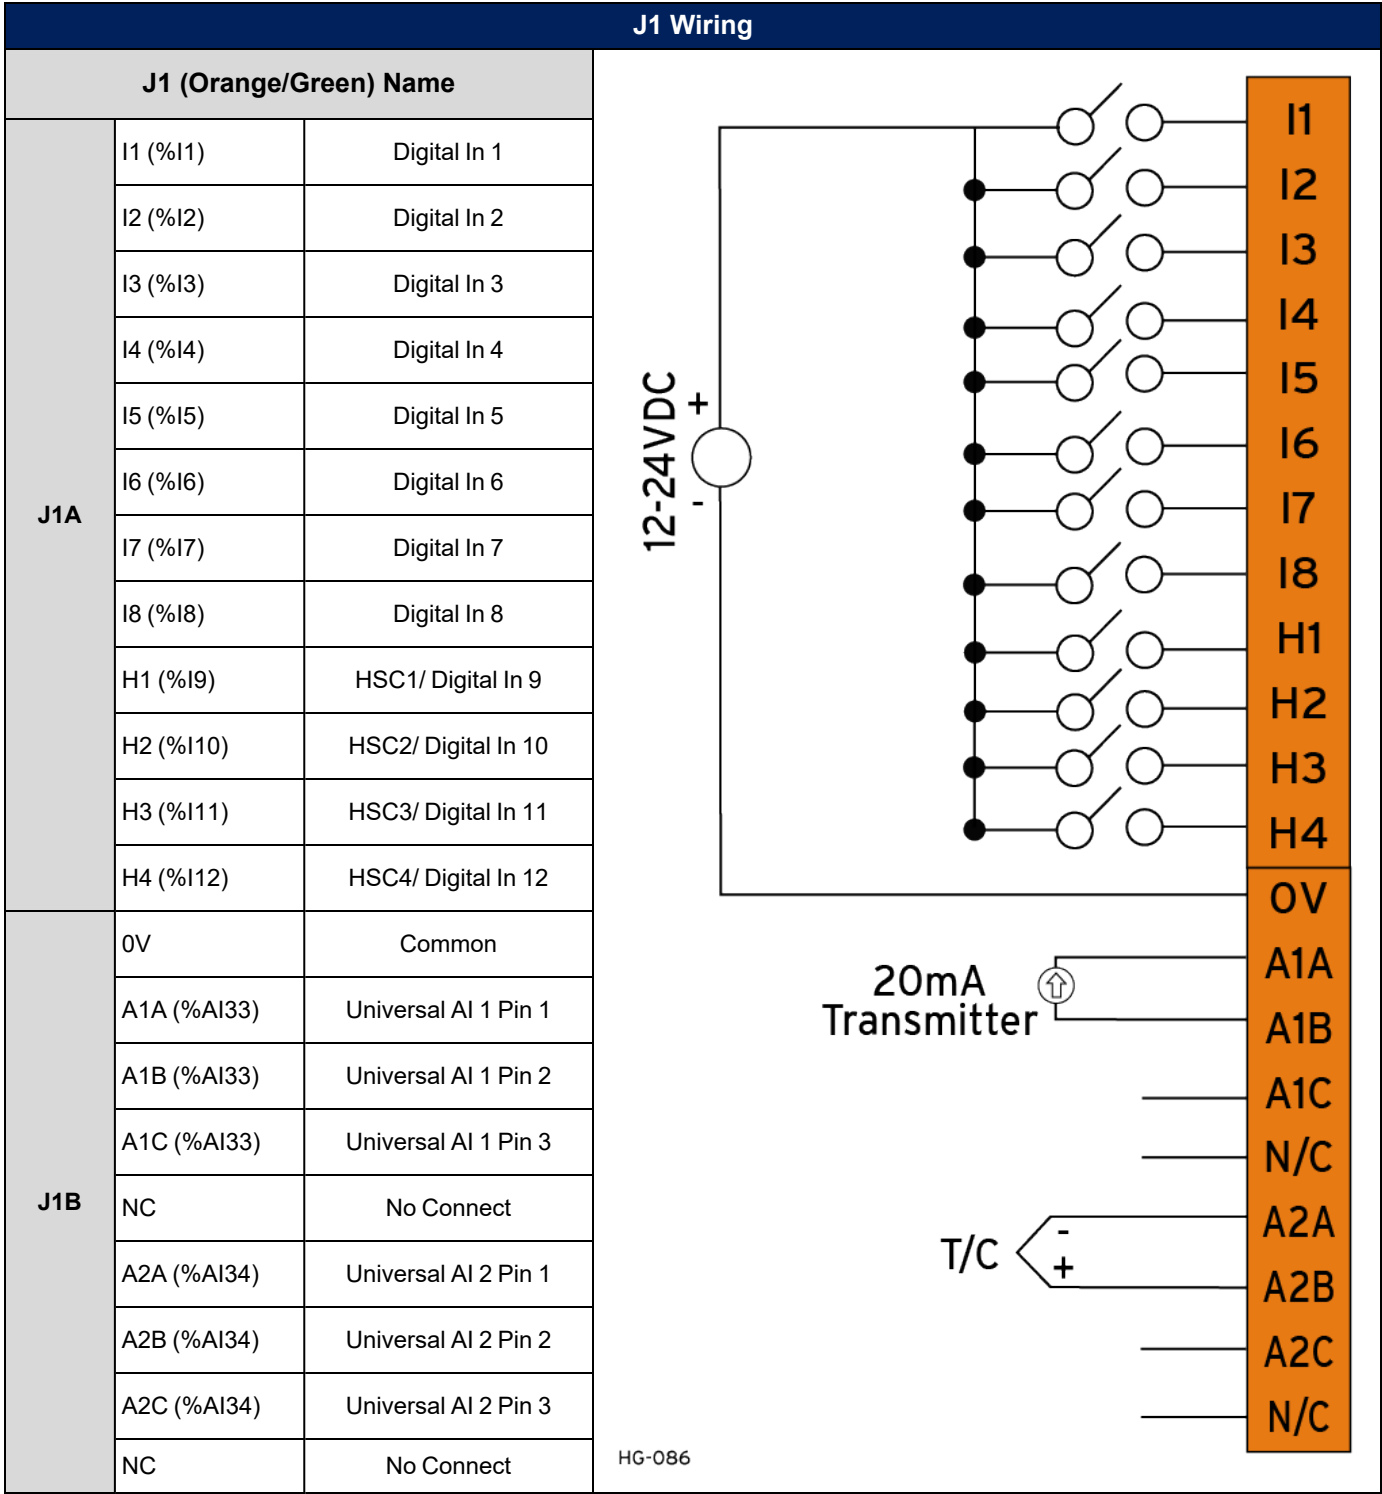 J1 Wiring
J1 (Orange/Green) Name
J1A
I1 (%I1) Digital In 1
I2 (%I2) Digital In 2
I3 (%I3) Digital In 3
I4 (%I4) Digital In 4
I5 (%I5) Digital In 5
I6 (%I6) Digital In 6
I7 (%I7) Digital In 7
I8 (%I8) Digital In 8
H1 (%I9) HSC1/ Digital In 9
H2 (%I10) HSC2/ Digital In 10
H3 (%I11) HSC3/ Digital In 11
H4 (%I12) HSC4/ Digital In 12
J1B
0V Common
A1A (%AI33) Universal AI 1 Pin 1
A1B (%AI33) Universal AI 1 Pin 2
A1C (%AI33) Universal AI 1 Pin 3
NC No Connect
A2A (%AI34) Universal AI 2 Pin 1
A2B (%AI34) Universal AI 2 Pin 2
A2C (%AI34) Universal AI 2 Pin 3
NC No Connect
12-24VDC
+
-
I1
I2
I3
I4
I5
I6
I7
I8
H1
H2
H3
H4
0V
20mA
Transmitter
A1A
A1B
A1C
N/C
T/C
-
+
A2A
A2B
A2C
N/C
HG-086